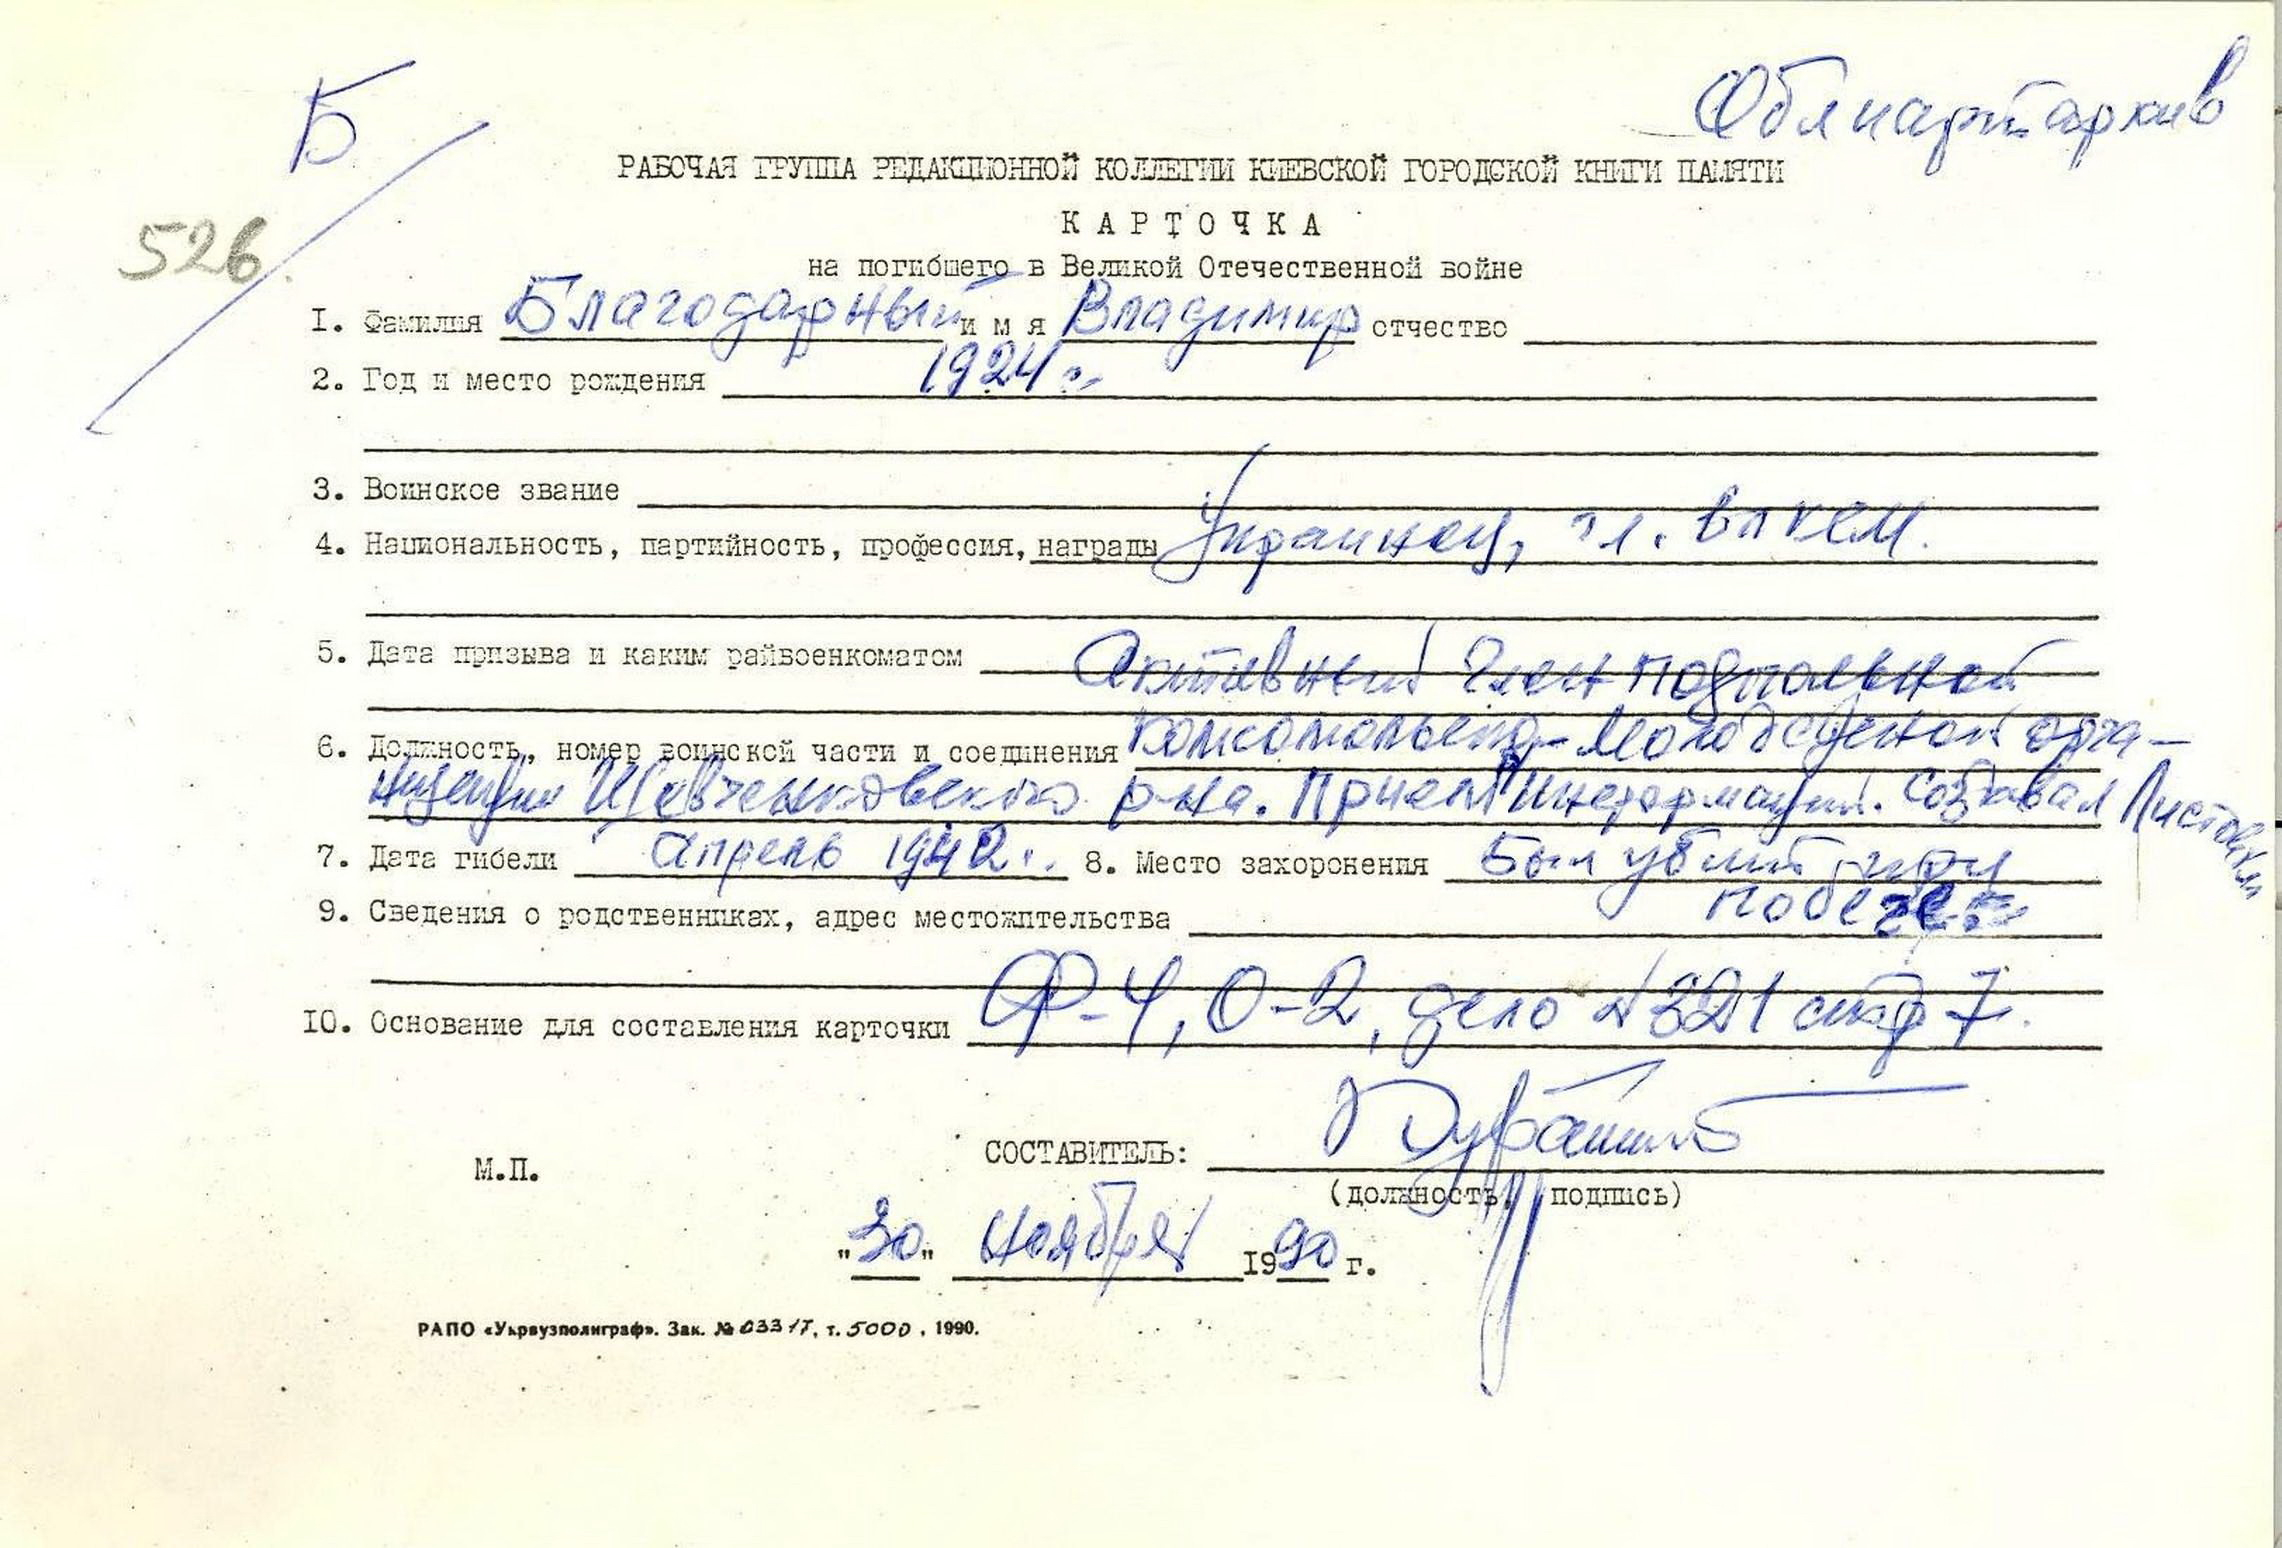 Б
Облпартархив
526.
РАБОЧАЯ ГРУППА РЕДАКЦИОННОЙ КОЛЛЕГИИ КИЕВСКОЙ ГОРОДСКОЙ КНИГИ ПАМЯТИ
КАРТОЧКА
на погибшего в Великой Отечественной войне
I. Фамилия Благодарный имя Владимир отчество
2. Год и место рождения 1924 г.
3. Воинское звание
4. Национальность, партийность, профессия, награды Украинец, чл. ВЛКСМ.
5. Дата призыва и каким райвоенкоматом Активный член подпольной
6. Должность, номер воинской части и соединения комсомольско-молодежной орга-
низации Шевченковского р-на. Прием информации. Создавал Листовки
7. Дата гибели Апрель 1942 г. 8. Место захоронения Был убит при
побеге
9. Сведения о родственниках, адрес местожительства
10. Основание для составления карточки Ф-4, О-2, дело №321 стр 7.
СОСТАВИТЕЛЬ:
М.П.
(должность, подпись)
"30" ноября 1990 г.
РАПО «Укрвузполиграф». Зак. № 0331Т, т. 5000, 1990.